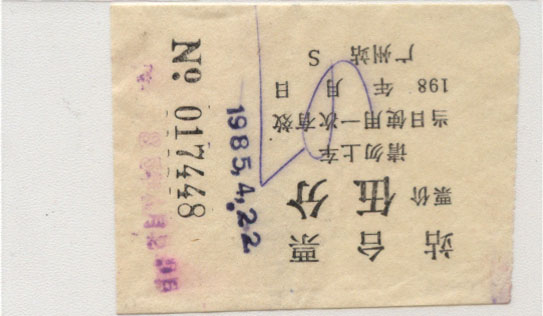 站台票
票价 伍分
请勿上车
当日使用一次有效
198 年 月 日
广州站 S
1985,4,22
No: 017448